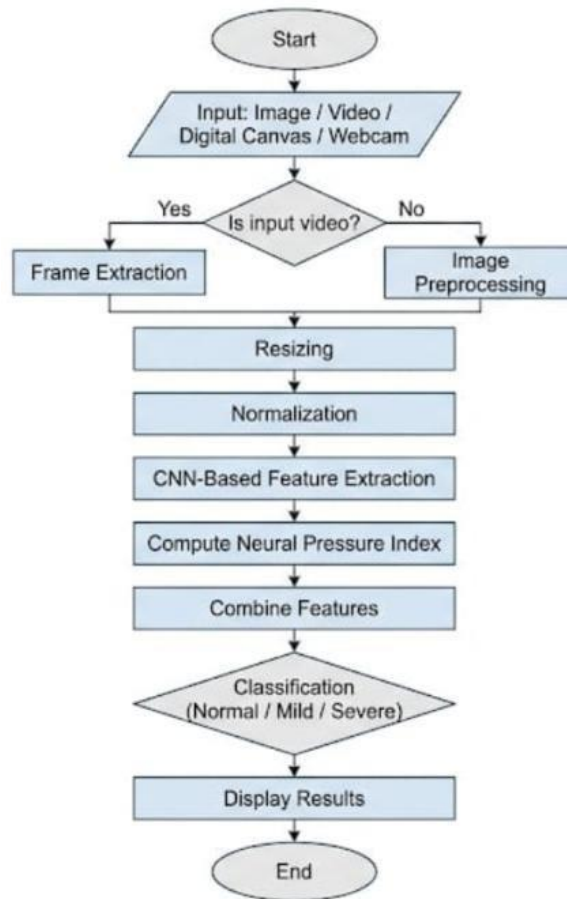 Start
Input: Image / Video /
Digital Canvas / Webcam
Is input video?
Yes
No
Frame Extraction
Image
Preprocessing
Resizing
Normalization
CNN-Based Feature Extraction
Compute Neural Pressure Index
Combine Features
Classification
(Normal / Mild / Severe)
Display Results
End